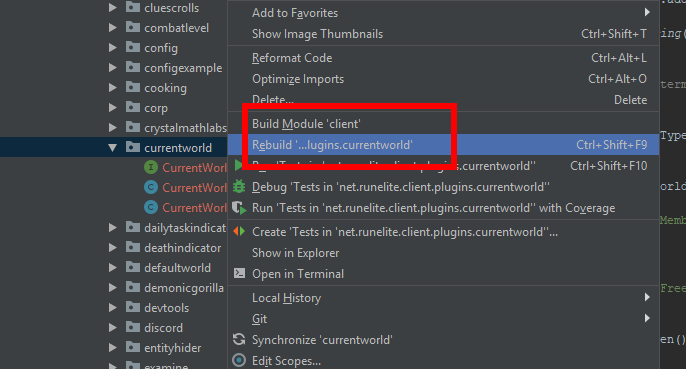 cluescrolls
combatlevel
config
configexample
cooking
corp
crystalmathlabs
currentworld
CurrentWorl
CurrentWorl
CurrentWorl
dailytaskindicat
deathindicator
defaultworld
demonicgorilla
devtools
discord
entityhider
examine
Add to Favorites
Show Image Thumbnails Ctrl+Shift+T
Reformat Code Ctrl+Alt+L
Optimize Imports Ctrl+Alt+O
Delete... Delete
Build Module 'client'
Rebuild '...lugins.currentworld' Ctrl+Shift+F9
Run 'Tests in 'net.runelite.client.plugins.currentworld'' Ctrl+Shift+F10
Debug 'Tests in 'net.runelite.client.plugins.currentworld''
Run 'Tests in 'net.runelite.client.plugins.currentworld'' with Coverage
Create 'Tests in 'net.runelite.client.plugins.currentworld''...
Show in Explorer
Open in Terminal
Local History
Git
Synchronize 'currentworld'
Edit Scopes...
.add
ing(
term
Type
orld
Memb
Free
en()